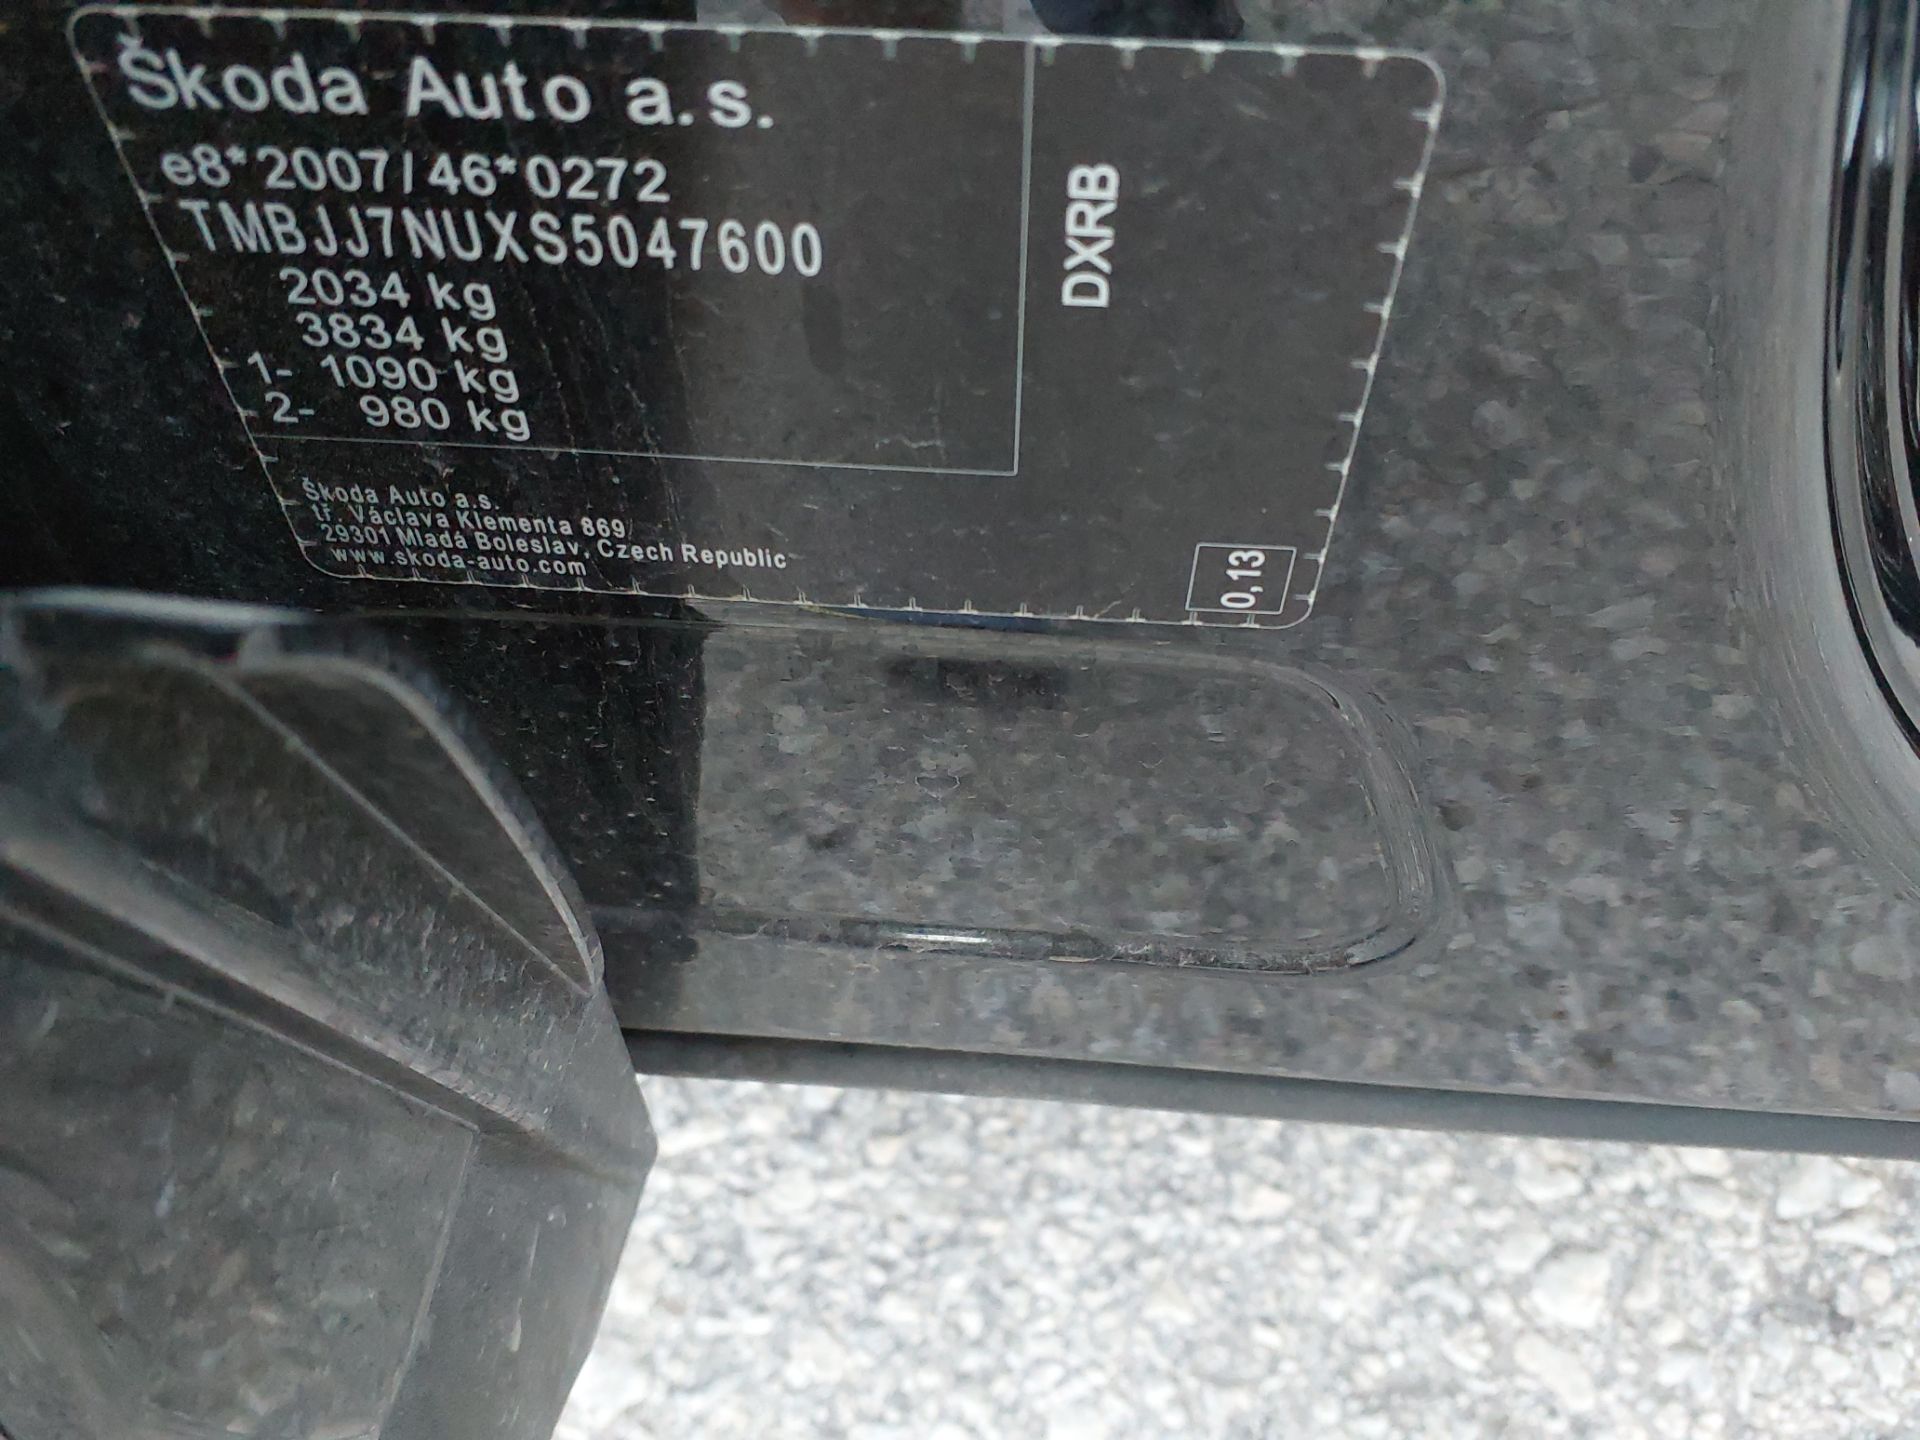 Škoda Auto a.s.
e8*2007/46*0272
TMBJJ7NUXS5047600
2034 kg
3834 kg
1- 1090 kg
2- 980 kg
DXRB
Škoda Auto a.s.
tř. Václava Klementa 869
29301 Mladá Boleslav, Czech Republic
www.skoda-auto.com
0,13